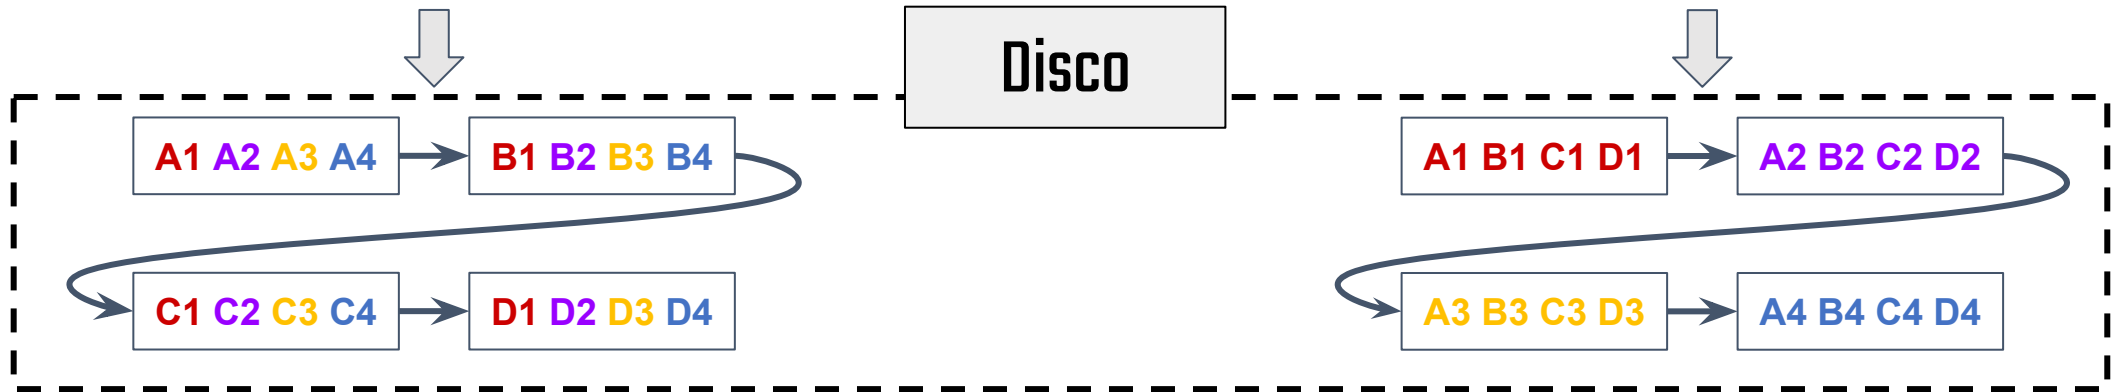 Disco
A1 A2 A3 A4
B1 B2 B3 B4
C1 C2 C3 C4
D1 D2 D3 D4
A1 B1 C1 D1
A2 B2 C2 D2
A3 B3 C3 D3
A4 B4 C4 D4